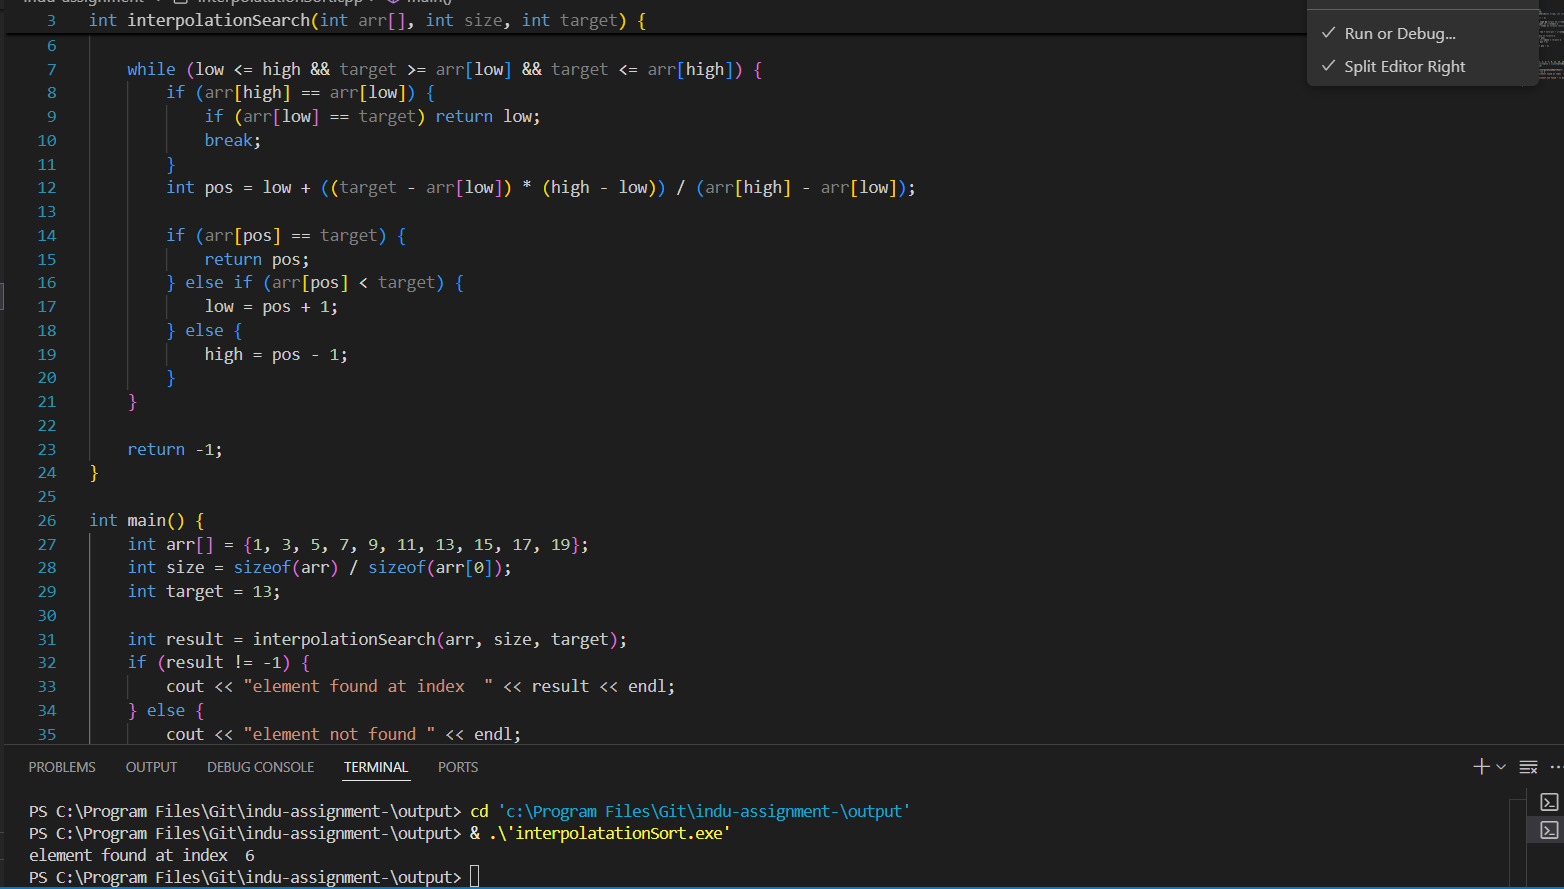 indu-assignment > interpolatationSort.cpp > main()
3 int interpolationSearch(int arr[], int size, int target) {
Run or Debug...
Split Editor Right
6
7 while (low <= high && target >= arr[low] && target <= arr[high]) {
8 if (arr[high] == arr[low]) {
9 if (arr[low] == target) return low;
10 break;
11 }
12 int pos = low + ((target - arr[low]) * (high - low)) / (arr[high] - arr[low]);
13
14 if (arr[pos] == target) {
15 return pos;
16 } else if (arr[pos] < target) {
17 low = pos + 1;
18 } else {
19 high = pos - 1;
20 }
21 }
22
23 return -1;
24 }
25
26 int main() {
27 int arr[] = {1, 3, 5, 7, 9, 11, 13, 15, 17, 19};
28 int size = sizeof(arr) / sizeof(arr[0]);
29 int target = 13;
30
31 int result = interpolationSearch(arr, size, target);
32 if (result != -1) {
33 cout << "element found at index  " << result << endl;
34 } else {
35 cout << "element not found " << endl;
PROBLEMS OUTPUT DEBUG CONSOLE TERMINAL PORTS
PS C:\Program Files\Git\indu-assignment-\output> cd 'c:\Program Files\Git\indu-assignment-\output'
PS C:\Program Files\Git\indu-assignment-\output> & .\'interpolatationSort.exe'
element found at index  6
PS C:\Program Files\Git\indu-assignment-\output>